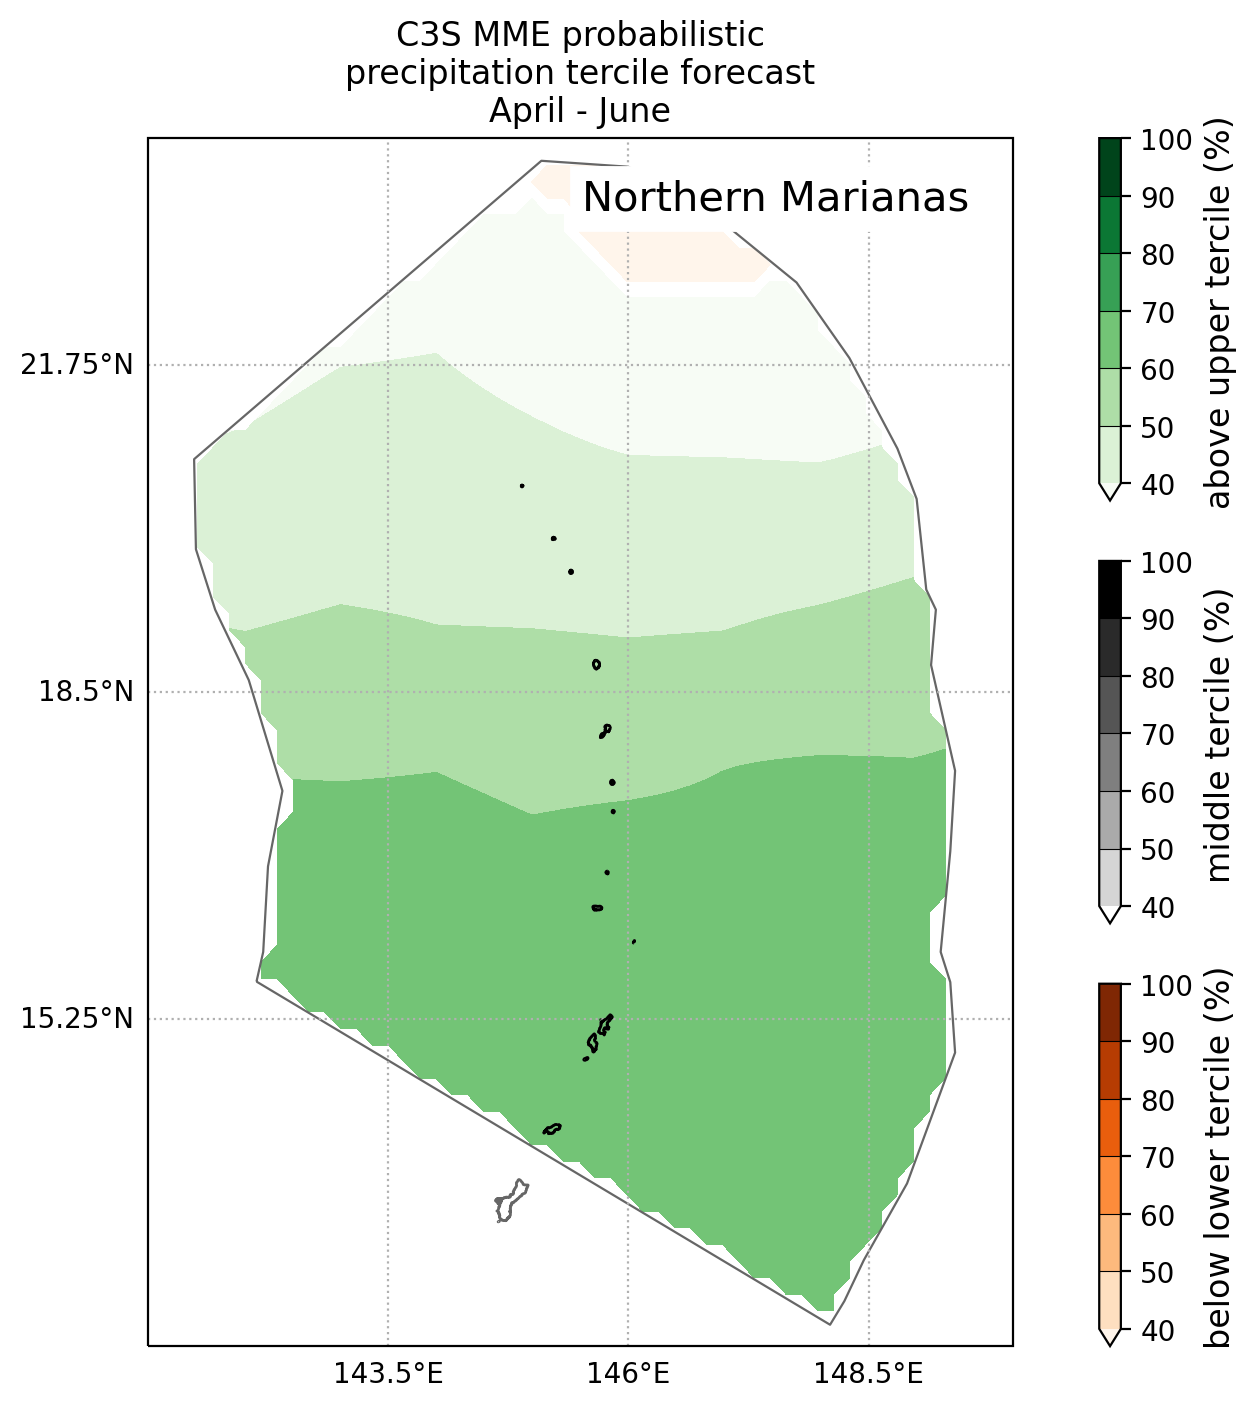 C3S MME probabilistic
precipitation tercile forecast
April - June
Northern Marianas
21.75°N
18.5°N
15.25°N
143.5°E
146°E
148.5°E
100
90
80
70
60
50
40
above upper tercile (%)
100
90
80
70
60
50
40
middle tercile (%)
100
90
80
70
60
50
40
below lower tercile (%)